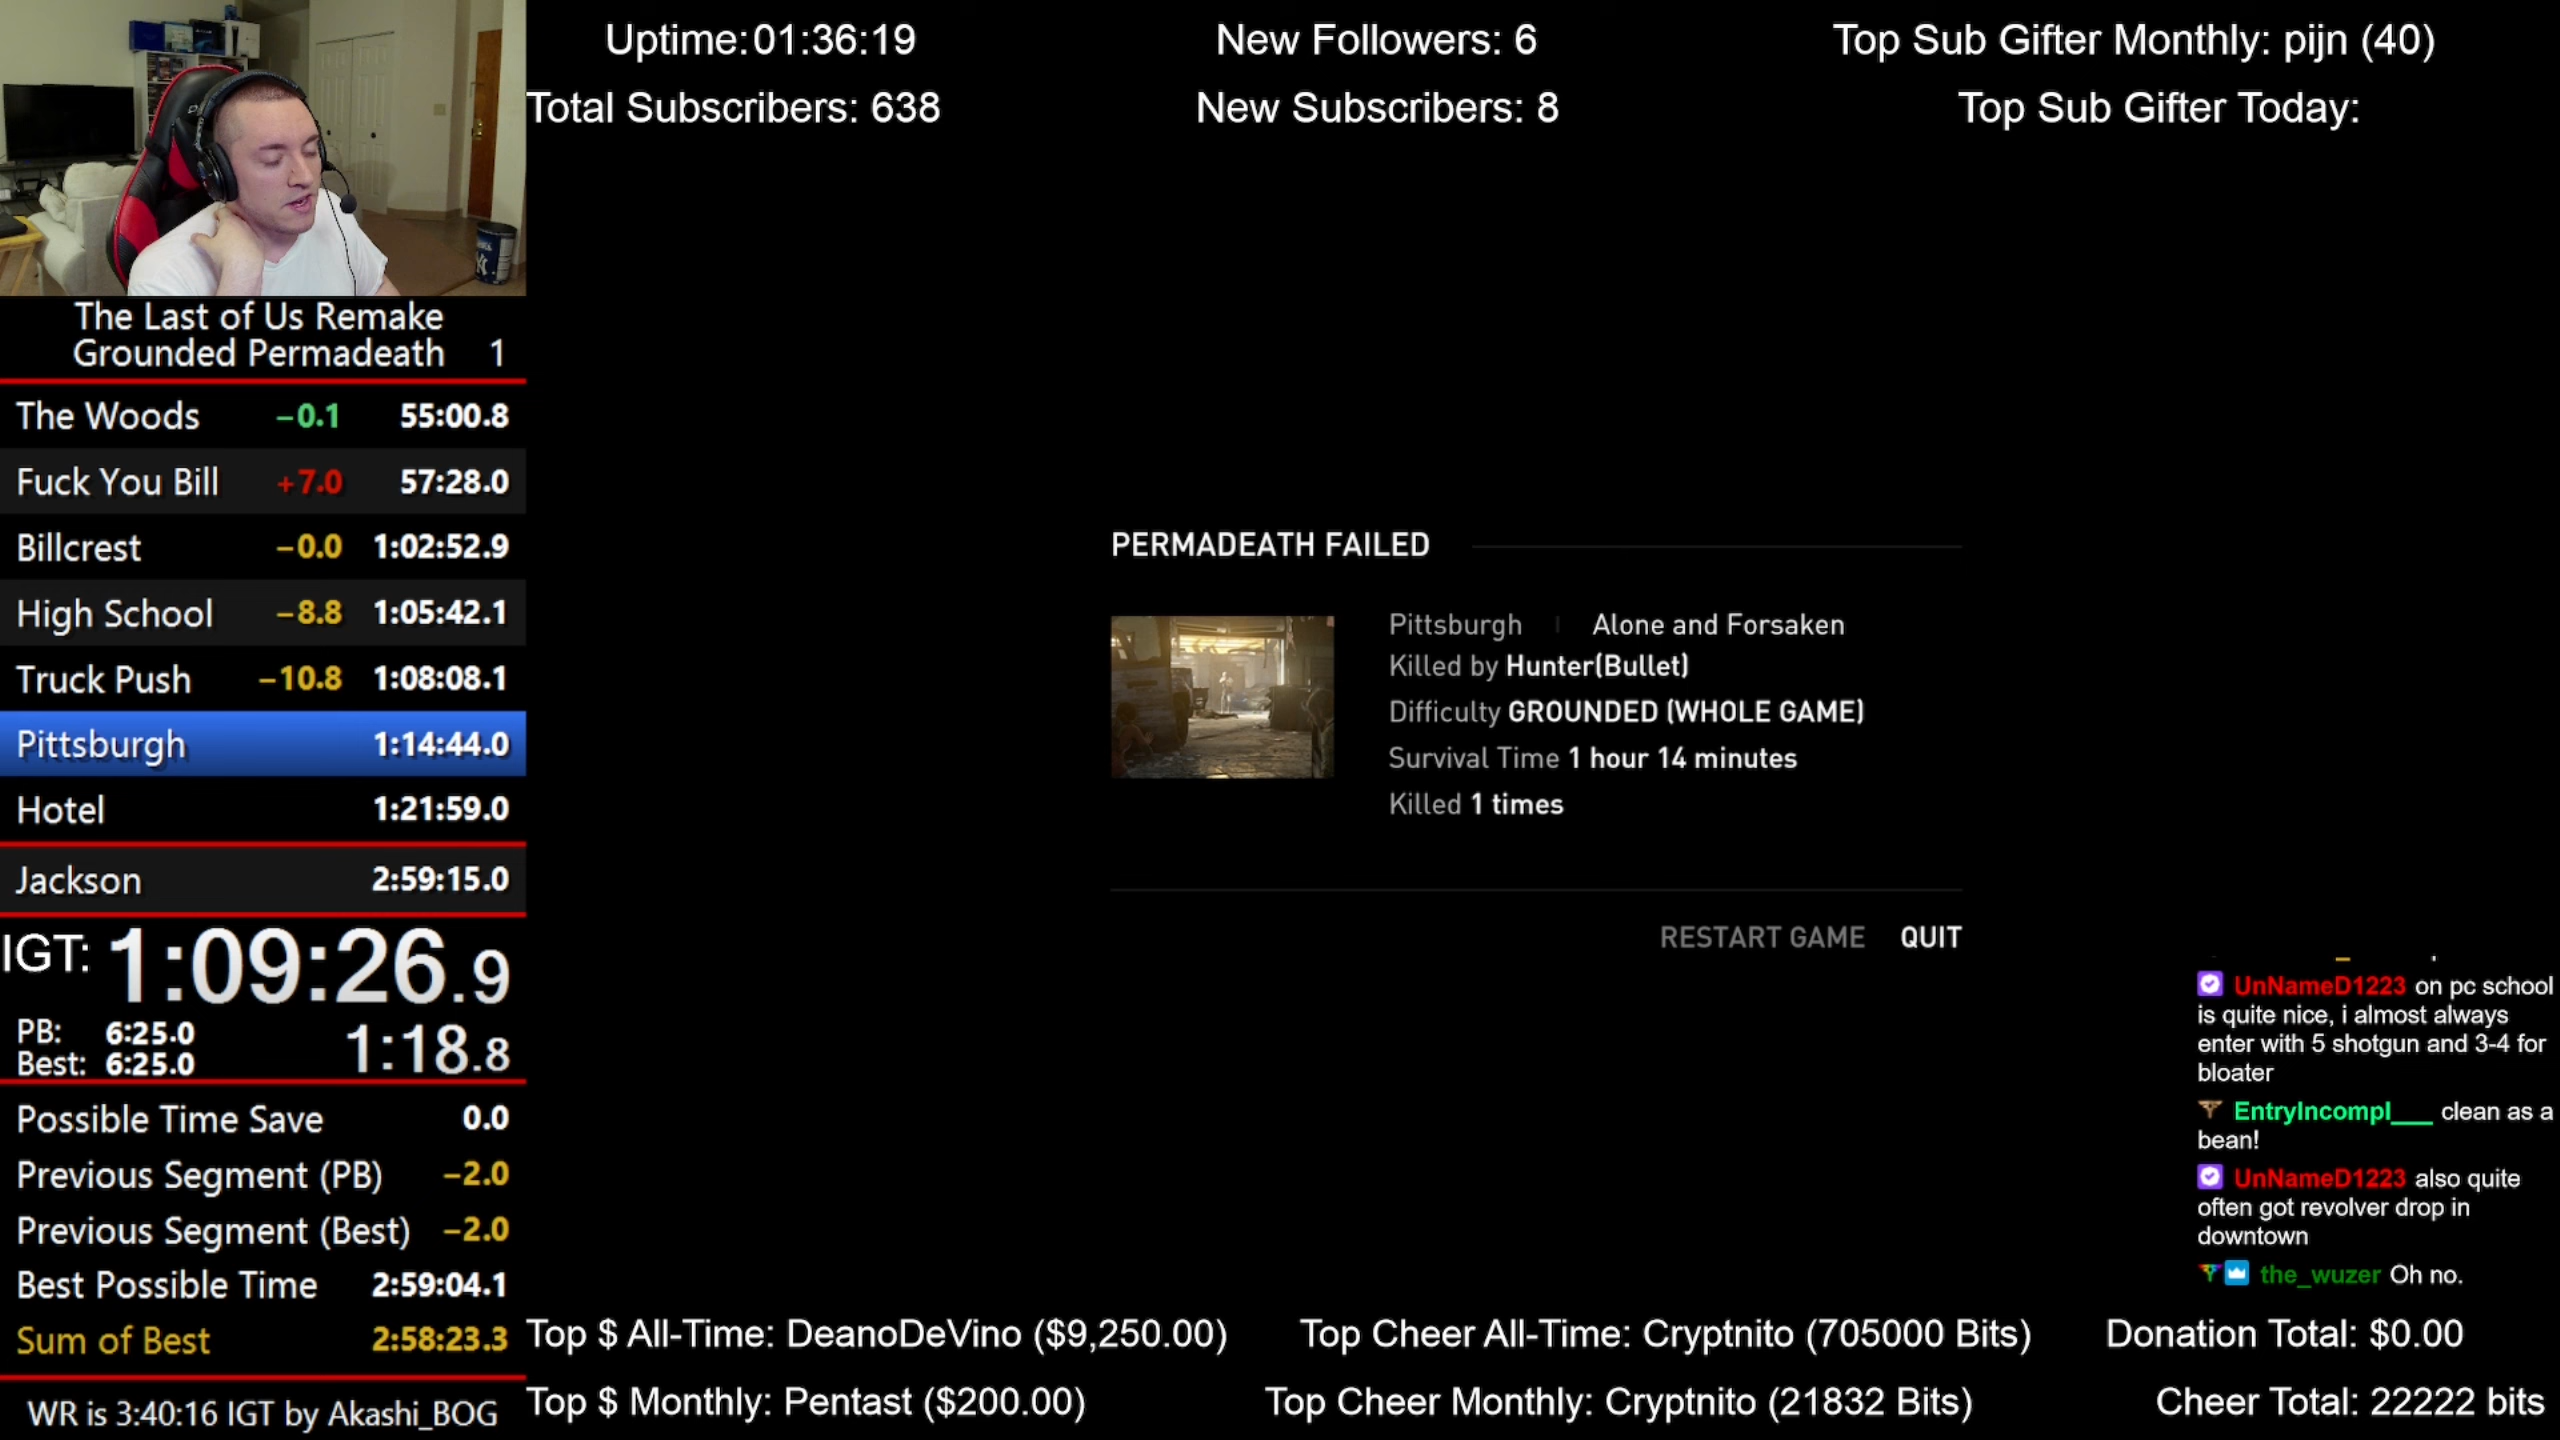 Uptime:01:36:19
New Followers: 6
Top Sub Gifter Monthly: pijn (40)
Total Subscribers: 638
New Subscribers: 8
Top Sub Gifter Today:
The Last of Us Remake
Grounded Permadeath 1
The Woods −0.1 55:00.8
Fuck You Bill +7.0 57:28.0
Billcrest −0.0 1:02:52.9
High School −8.8 1:05:42.1
Truck Push −10.8 1:08:08.1
Pittsburgh 1:14:44.0
Hotel 1:21:59.0
Jackson 2:59:15.0
IGT: 1:09:26.9
PB: 6:25.0
Best: 6:25.0
1:18.8
Possible Time Save 0.0
Previous Segment (PB) −2.0
Previous Segment (Best) −2.0
Best Possible Time 2:59:04.1
Sum of Best 2:58:23.3
WR is 3:40:16 IGT by Akashi_BOG
PERMADEATH FAILED
Pittsburgh | Alone and Forsaken
Killed by Hunter(Bullet)
Difficulty GROUNDED (WHOLE GAME)
Survival Time 1 hour 14 minutes
Killed 1 times
RESTART GAME QUIT
UnNameD1223 on pc school
is quite nice, i almost always
enter with 5 shotgun and 3-4 for
bloater
EntryIncompl___ clean as a
bean!
UnNameD1223 also quite
often got revolver drop in
downtown
the_wuzer Oh no.
Top $ All-Time: DeanoDeVino ($9,250.00)
Top Cheer All-Time: Cryptnito (705000 Bits)
Donation Total: $0.00
Top $ Monthly: Pentast ($200.00)
Top Cheer Monthly: Cryptnito (21832 Bits)
Cheer Total: 22222 bits